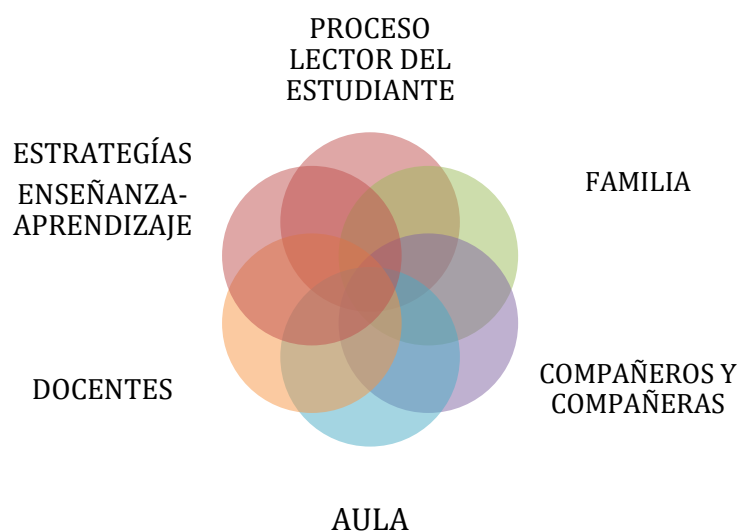 PROCESO
LECTOR DEL
ESTUDIANTE
ESTRATEGÍAS
ENSEÑANZA-
APRENDIZAJE
FAMILIA
DOCENTES
COMPAÑEROS Y
COMPAÑERAS
AULA